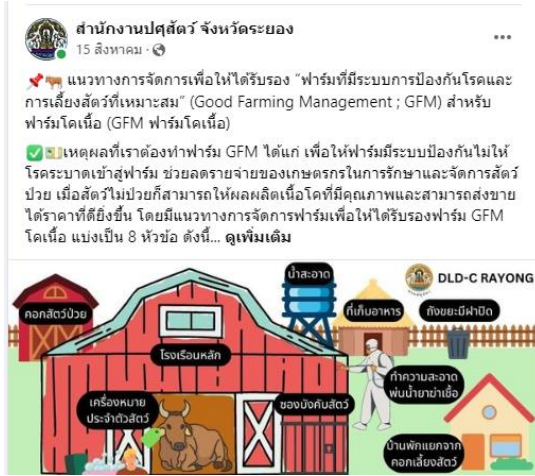 สำนักงานปศุสัตว์ จังหวัดระยอง
15 สิงหาคม ·
แนวทางการจัดการเพื่อให้ได้รับรอง "ฟาร์มที่มีระบบการป้องกันโรคและ
การเลี้ยงสัตว์ที่เหมาะสม" (Good Farming Management ; GFM) สำหรับ
ฟาร์มโคเนื้อ (GFM ฟาร์มโคเนื้อ)
เหตุผลที่เราต้องทำฟาร์ม GFM ได้แก่ เพื่อให้ฟาร์มมีระบบป้องกันไม่ให้
โรคระบาดเข้าสู่ฟาร์ม ช่วยลดรายจ่ายของเกษตรกรในการรักษาและจัดการสัตว์
ป่วย เมื่อสัตว์ไม่ป่วยก็สามารถให้ผลผลิตเนื้อโคที่มีคุณภาพและสามารถส่งขาย
ได้ราคาที่ดียิ่งขึ้น โดยมีแนวทางการจัดการฟาร์มเพื่อให้ได้รับรองฟาร์ม GFM
โคเนื้อ แบ่งเป็น 8 หัวข้อ ดังนี้... ดูเพิ่มเติม
น้ำสะอาด
DLD-C RAYONG
คอกสัตว์ป่วย
ที่เก็บอาหาร
ถังขยะมีฝาปิด
โรงเรือนหลัก
ทำความสะอาด
พ่นน้ำยาฆ่าเชื้อ
เครื่องหมาย
ประจำตัวสัตว์
ซองบังคับสัตว์
บ้านพักแยกจาก
คอกเลี้ยงสัตว์